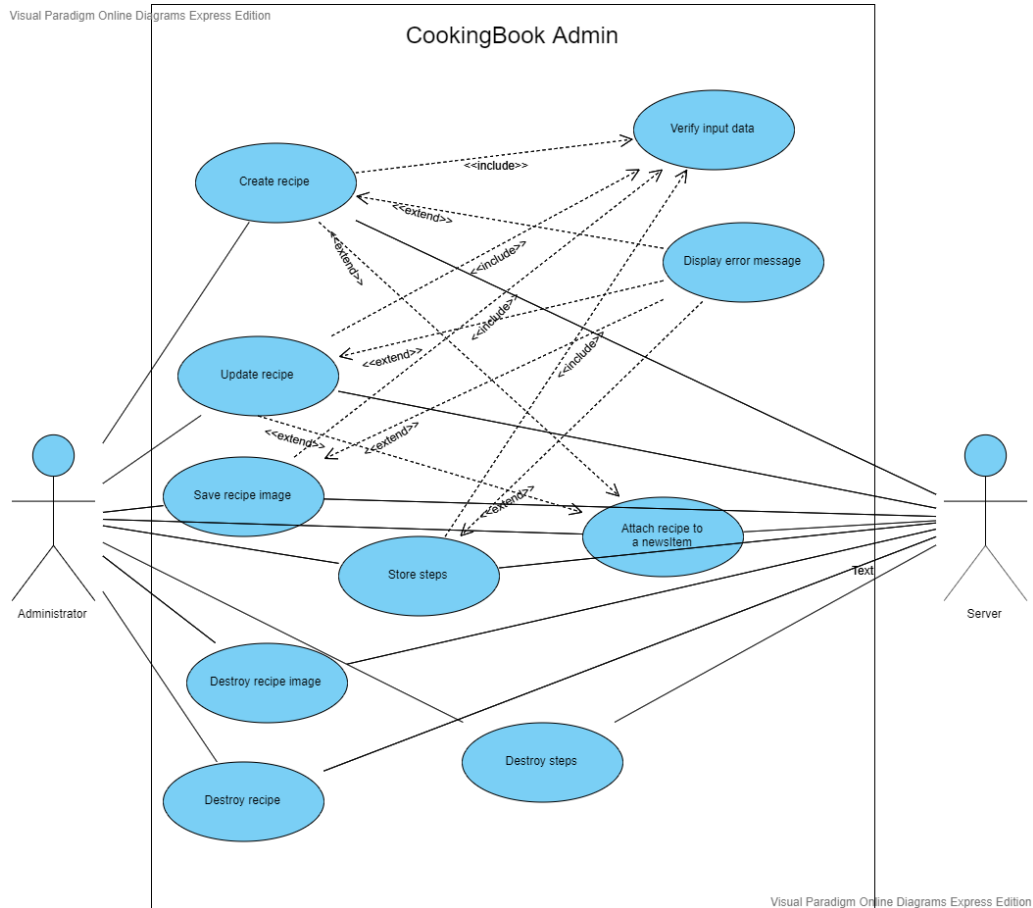 Visual Paradigm Online Diagrams Express Edition
CookingBook Admin
Verify input data
<<include>>
Create recipe
<<extend>>
<<extend>>
<<include>>
Display error message
<<include>>
<<include>>
<<extend>>
Update recipe
<<extend>>
<<extend>>
Save recipe image
<<extend>>
Attach recipe to
a newsItem
Store steps
Text
Administrator
Server
Destroy recipe image
Destroy steps
Destroy recipe
Visual Paradigm Online Diagrams Express Edition